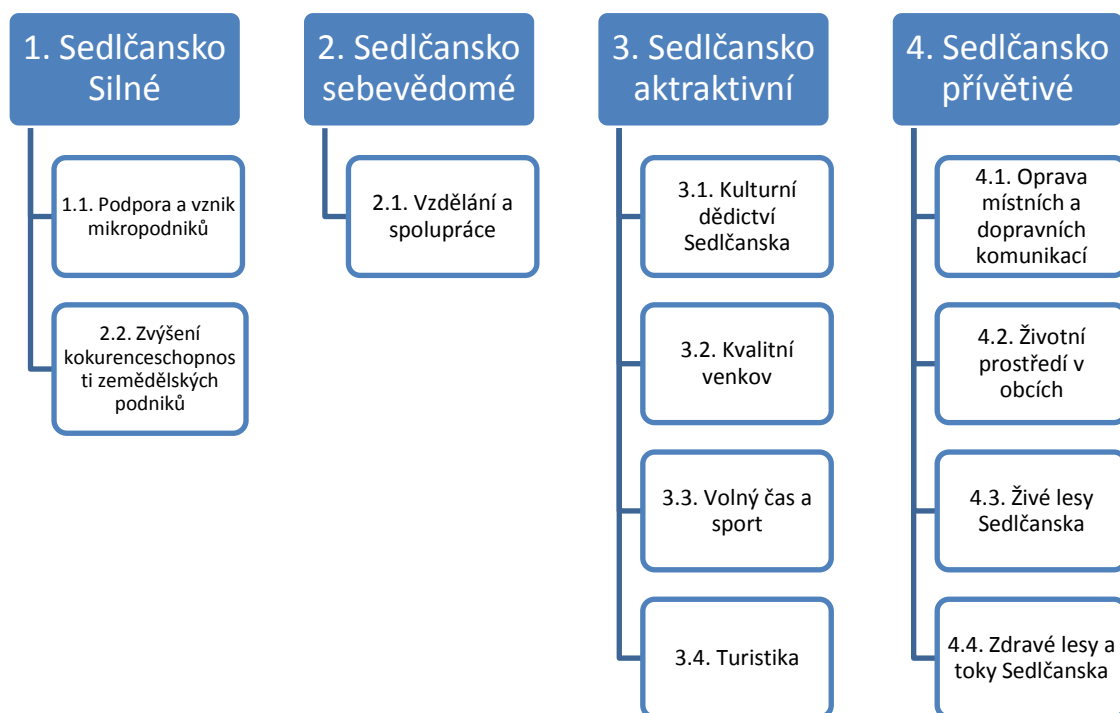 1. Sedlčansko
Silné
1.1. Podpora a vznik
mikropodniků
2.2. Zvýšení
kokurenceschopnos
ti zemědělských
podniků
2. Sedlčansko
sebevědomé
2.1. Vzdělání a
spolupráce
3. Sedlčansko
aktraktivní
3.1. Kulturní
dědictví
Sedlčanska
3.2. Kvalitní
venkov
3.3. Volný čas a
sport
3.4. Turistika
4. Sedlčansko
přívětivé
4.1. Oprava
místních a
dopravních
komunikací
4.2. Životní
prostředí v
obcích
4.3. Živé lesy
Sedlčanska
4.4. Zdravé lesy a
toky Sedlčanska